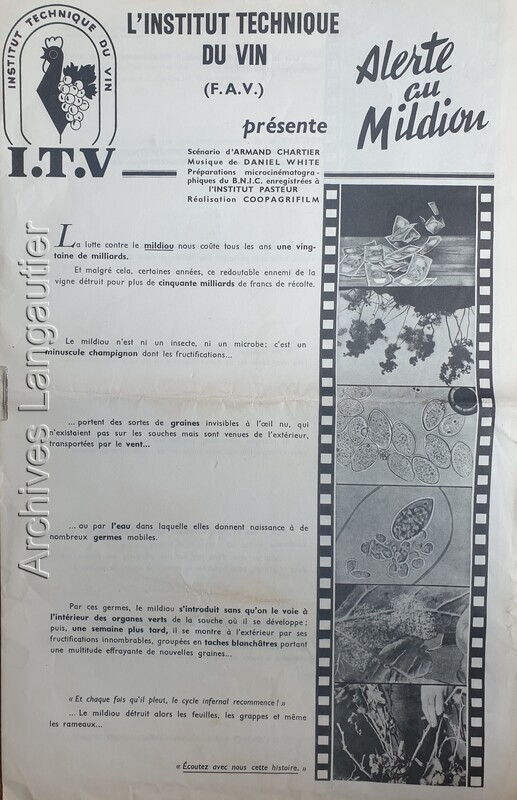 INSTITUT TECHNIQUE DU VIN
I.T.V
L'INSTITUT TECHNIQUE
DU VIN
(F.A.V.)
présente
Alerte
au
Mildiou
Scénario d'ARMAND CHARTIER
Musique de DANIEL WHITE
Préparations microcinématogra-
phiques du B.N.I.C. enregistrées à
l'INSTITUT PASTEUR
Réalisation COOPAGRIFILM
La lutte contre le mildiou nous coûte tous les ans une ving-
taine de milliards.
Et malgré cela, certaines années, ce redoutable ennemi de la
vigne détruit pour plus de cinquante milliards de francs de récolte.
Le mildiou n'est ni un insecte, ni un microbe; c'est un
minuscule champignon dont les fructifications...
... portent des sortes de graines invisibles à l'œil nu, qui
n'existaient pas sur les souches mais sont venues de l'extérieur,
transportées par le vent...
... ou par l'eau dans laquelle elles donnent naissance à de
nombreux germes mobiles.
Par ces germes, le mildiou s'introduit sans qu'on le voie à
l'intérieur des organes verts de la souche où il se développe;
puis, une semaine plus tard, il se montre à l'extérieur par ses
fructifications innombrables, groupées en taches blanchâtres portant
une multitude effrayante de nouvelles graines...
« Et chaque fois qu'il pleut, le cycle infernal recommence ! »
... Le mildiou détruit alors les feuilles, les grappes et même
les rameaux...
« Écoutez avec nous cette histoire. »
Archives Langautier